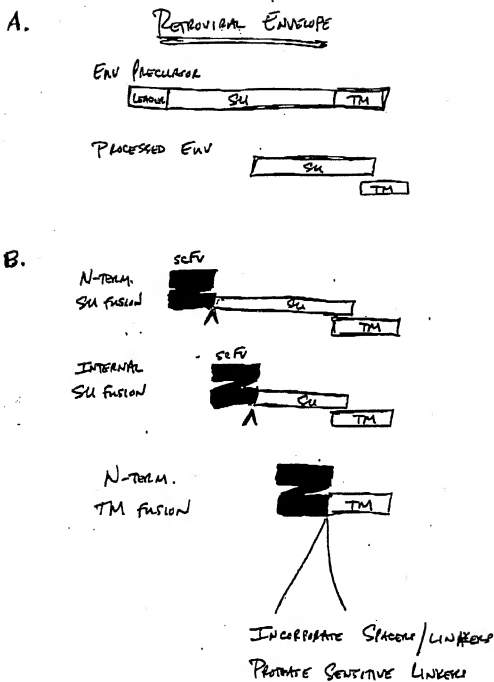 A.
RETROVIRAL ENVELOPE
ENV PRECURSOR
LEADER SU TM
PROCESSED ENV
SU
TM
B.
scFv
N-TERM.
SU FUSION
SU
TM
scFv
INTERNAL
SU FUSION
SU
TM
N-TERM.
TM FUSION
TM
INCORPORATE SPACERS/LINKERS
PROTEASE SENSITIVE LINKERS